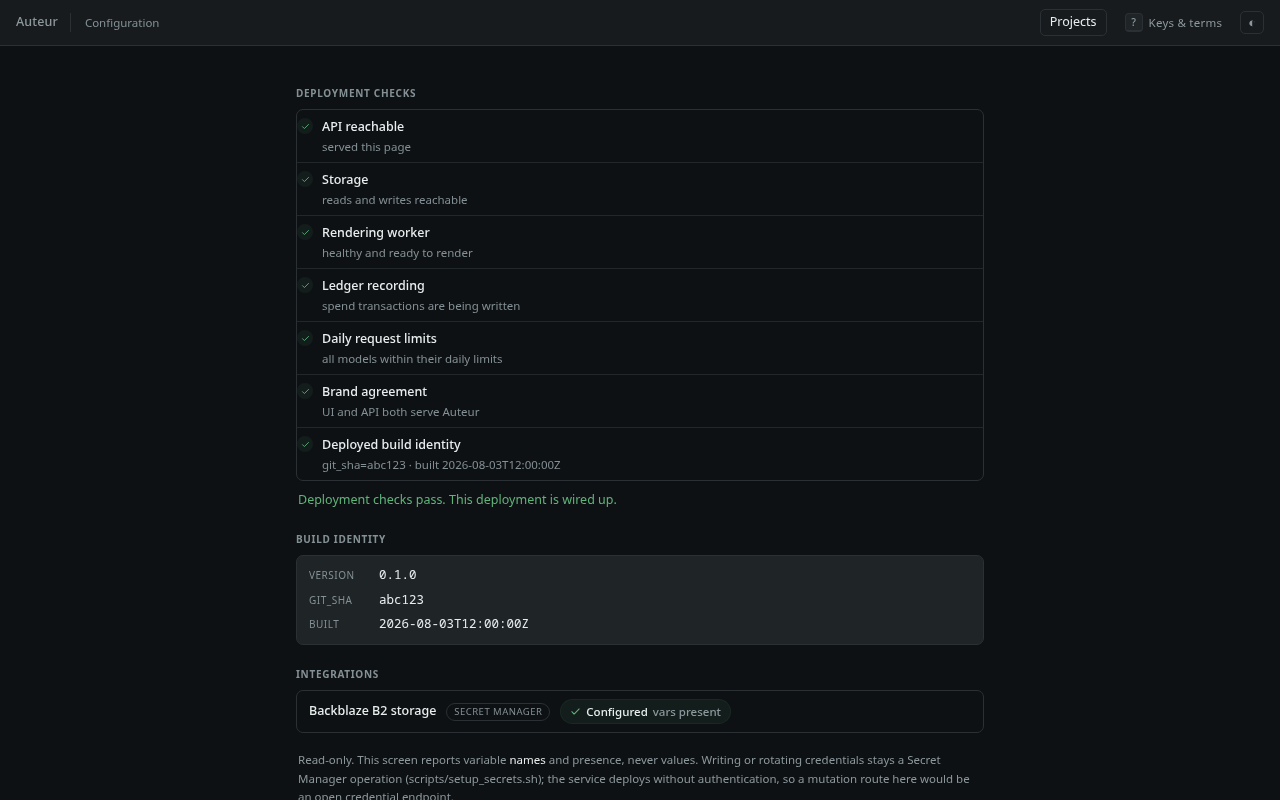 Auteur
Configuration
Projects
? Keys & terms
DEPLOYMENT CHECKS
API reachable
served this page
Storage
reads and writes reachable
Rendering worker
healthy and ready to render
Ledger recording
spend transactions are being written
Daily request limits
all models within their daily limits
Brand agreement
UI and API both serve Auteur
Deployed build identity
git_sha=abc123 · built 2026-08-03T12:00:00Z
Deployment checks pass. This deployment is wired up.
BUILD IDENTITY
VERSION 0.1.0
GIT_SHA abc123
BUILT 2026-08-03T12:00:00Z
INTEGRATIONS
Backblaze B2 storage SECRET MANAGER Configured vars present
Read-only. This screen reports variable names and presence, never values. Writing or rotating credentials stays a Secret
Manager operation (scripts/setup_secrets.sh); the service deploys without authentication, so a mutation route here would be
an open credential endpoint.